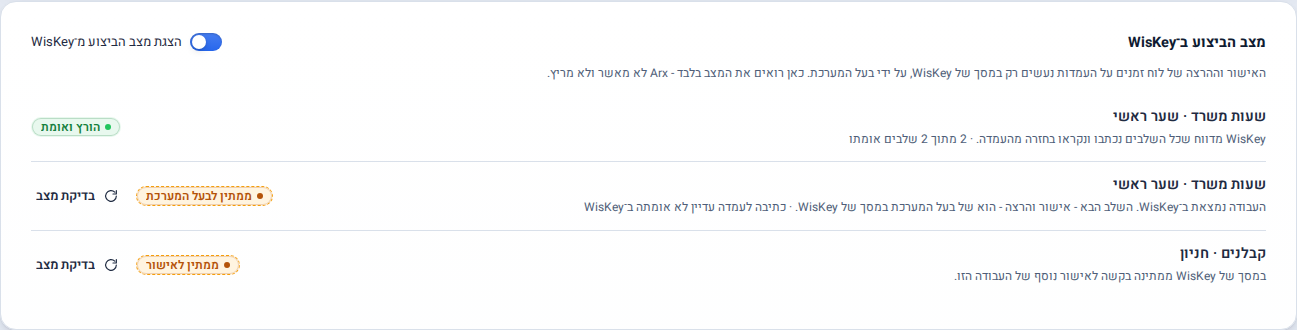 מצב הביצוע ב־WisKey
הצגת מצב הביצוע מ־WisKey
האישור וההרצה של לוח זמנים על העמדות נעשים רק במסך של WisKey, על ידי בעל המערכת. כאן רואים את המצב בלבד - Arx לא מאשר ולא מריץ.
שעות משרד · שער ראשי
הורץ ואומת
WisKey מדווח שכל השלבים נכתבו ונקראו בחזרה מהעמדה. · 2 מתוך 2 שלבים אומתו
שעות משרד · שער ראשי
ממתין לבעל המערכת
בדיקת מצב
העבודה נמצאת ב־WisKey. השלב הבא - אישור והרצה - הוא של בעל המערכת במסך של WisKey. · כתיבה לעמדה עדיין לא אומתה ב־WisKey
קבלנים · חניון
ממתין לאישור
בדיקת מצב
במסך של WisKey ממתינה בקשה לאישור נוסף של העבודה הזו.